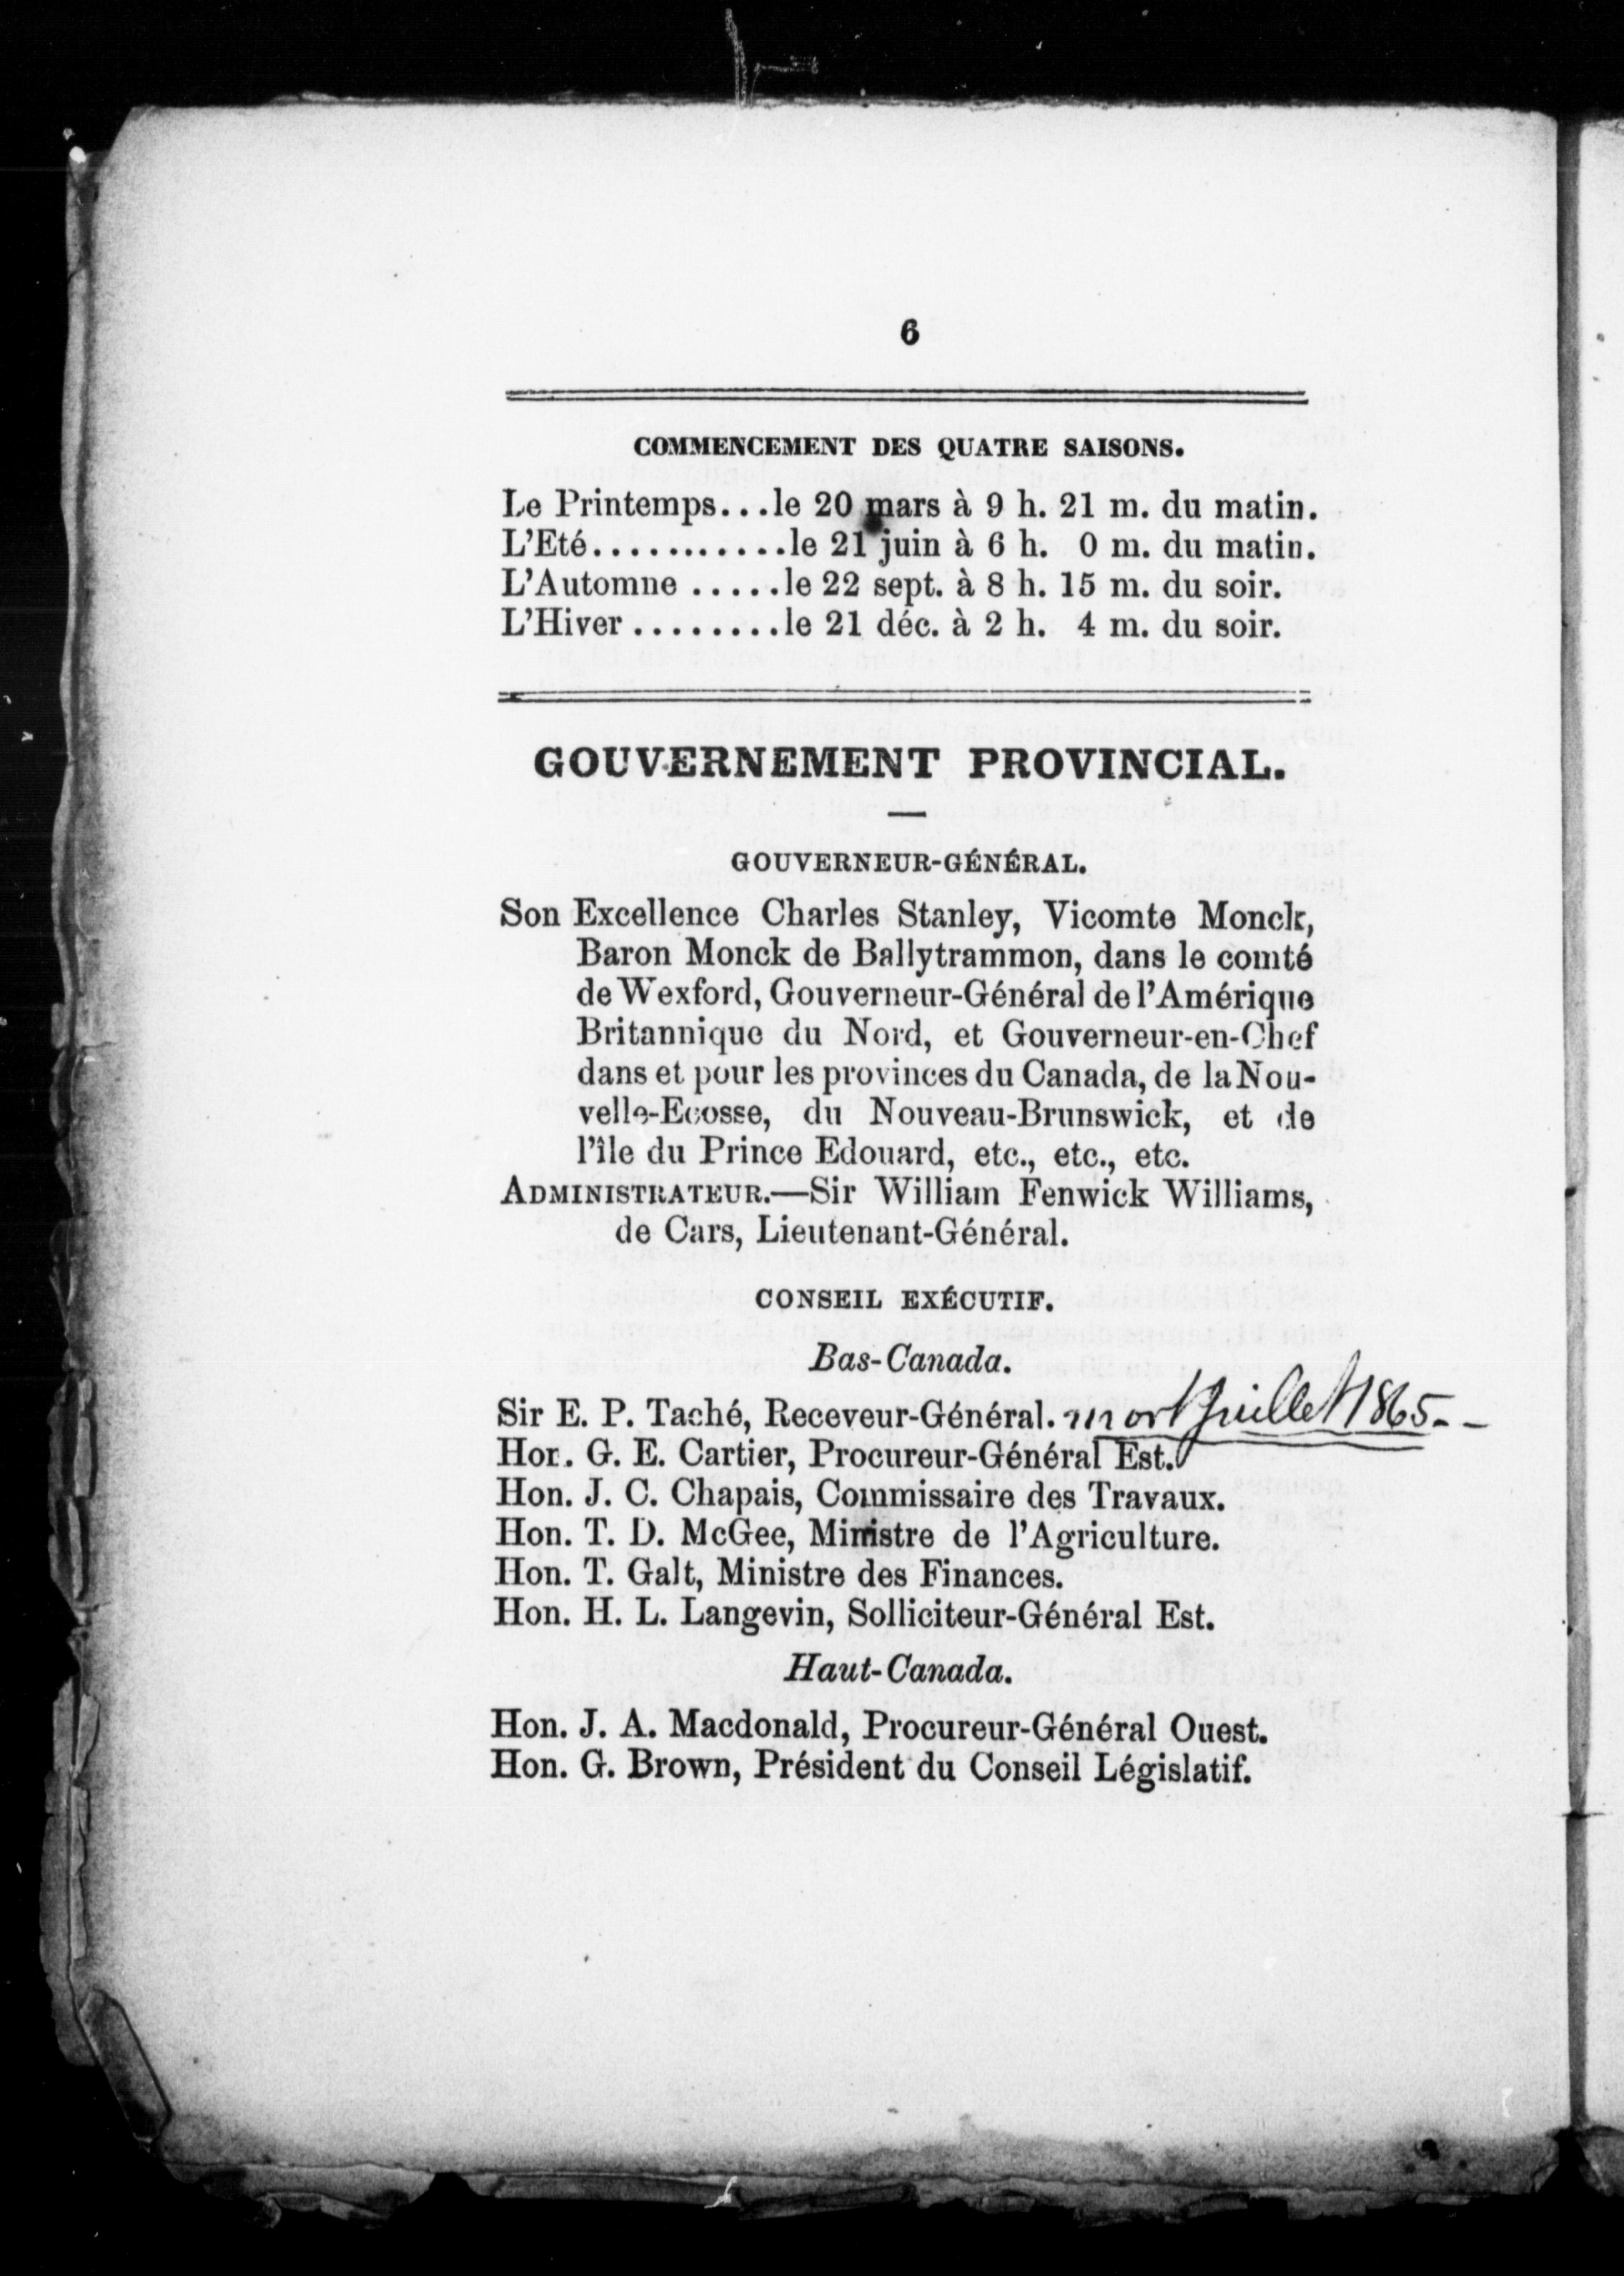 6
COMMENCEMENT DES QUATRE SAISONS.
Le Printemps...le 20 mars à 9 h. 21 m. du matin.
L'Eté...........le 21 juin à 6 h. 0 m. du matin.
L'Automne .....le 22 sept. à 8 h. 15 m. du soir.
L'Hiver ........le 21 déc. à 2 h. 4 m. du soir.
GOUVERNEMENT PROVINCIAL.
GOUVERNEUR-GÉNÉRAL.
Son Excellence Charles Stanley, Vicomte Monck,
Baron Monck de Ballytrammon, dans le comté
de Wexford, Gouverneur-Général de l'Amérique
Britannique du Nord, et Gouverneur-en-Chef
dans et pour les provinces du Canada, de la Nou-
velle-Ecosse, du Nouveau-Brunswick, et de
l'île du Prince Edouard, etc., etc., etc.
ADMINISTRATEUR.—Sir William Fenwick Williams,
de Cars, Lieutenant-Général.
CONSEIL EXÉCUTIF.
Bas-Canada.
Sir E. P. Taché, Receveur-Général. mort Juillet 1865.-
Hon. G. E. Cartier, Procureur-Général Est.
Hon. J. C. Chapais, Commissaire des Travaux.
Hon. T. D. McGee, Ministre de l'Agriculture.
Hon. T. Galt, Ministre des Finances.
Hon. H. L. Langevin, Solliciteur-Général Est.
Haut-Canada.
Hon. J. A. Macdonald, Procureur-Général Ouest.
Hon. G. Brown, Président du Conseil Législatif.